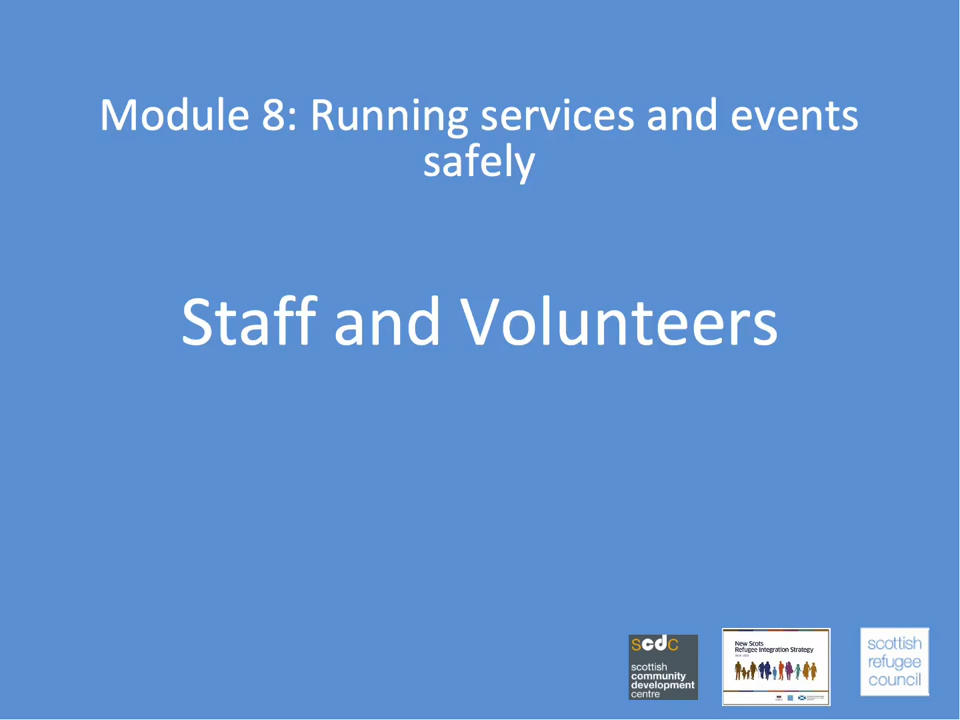 Module 8: Running services and events
safely
Staff and Volunteers
scdc
scottish
community
development
centre
New Scots
Refugee Integration Strategy
scottish
refugee
council